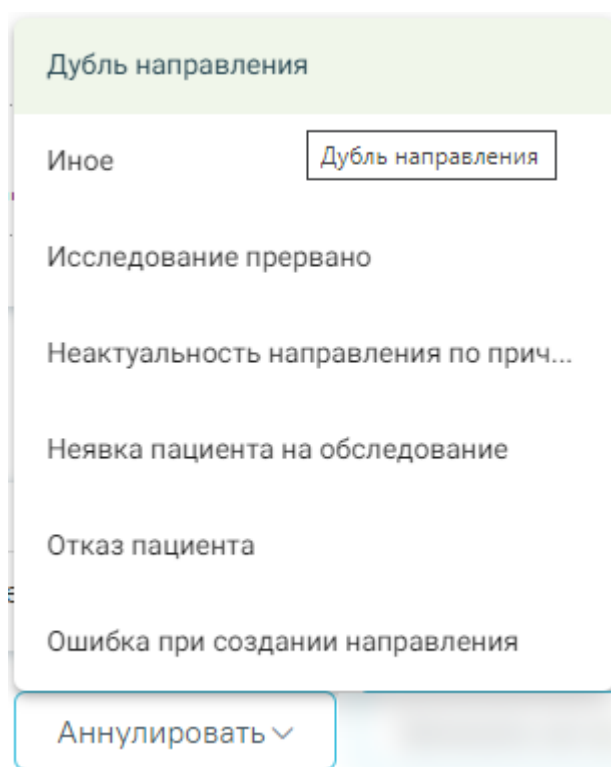 Дубль направления
Иное
Дубль направления
Исследование прервано
Неактуальность направления по прич...
Неявка пациента на обследование
Отказ пациента
Ошибка при создании направления
Аннулировать